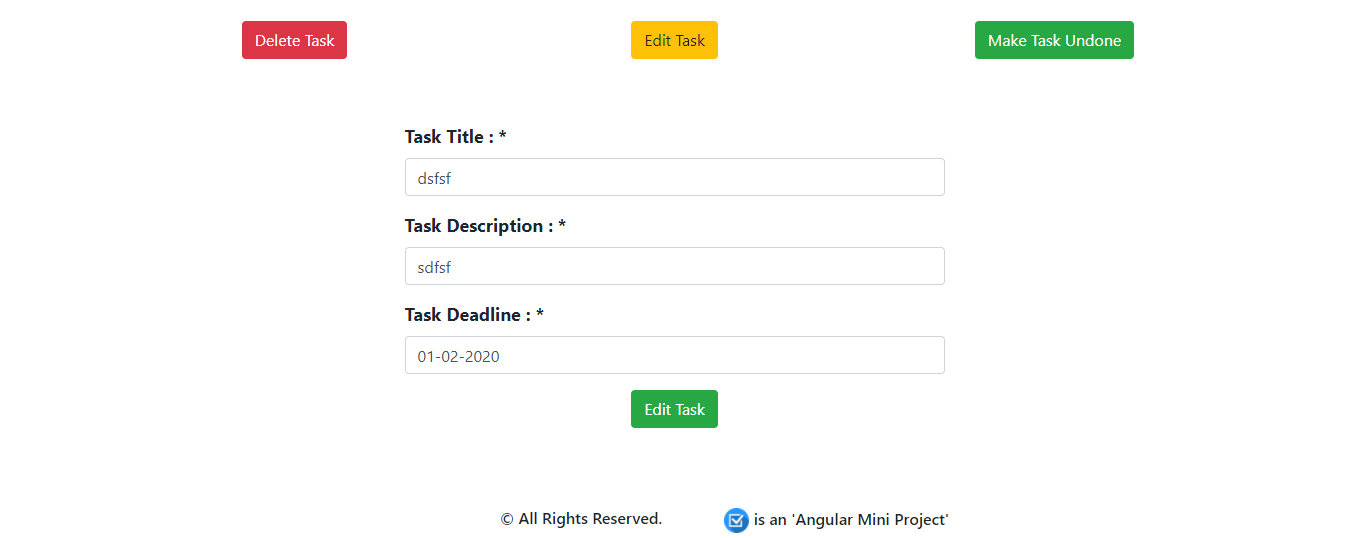 Delete Task Edit Task Make Task Undone
Task Title : *
dsfsf
Task Description : *
sdfsf
Task Deadline : *
01-02-2020
Edit Task
© All Rights Reserved. is an 'Angular Mini Project'